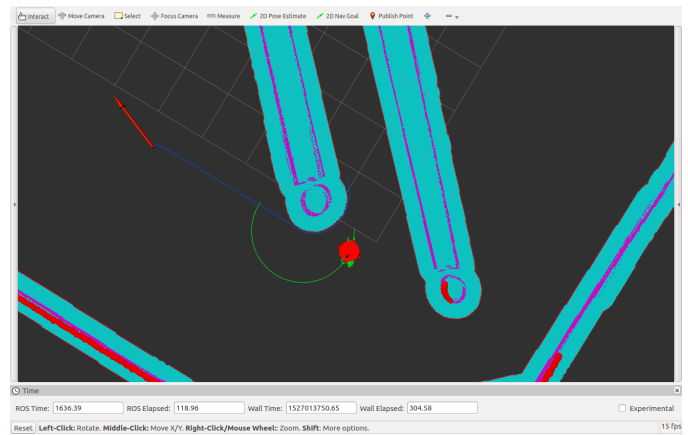 Interact Move Camera Select Focus Camera Measure 2D Pose Estimate 2D Nav Goal Publish Point
Time
ROS Time: 1636.39 ROS Elapsed: 118.96 Wall Time: 1527013750.65 Wall Elapsed: 304.58 Experimental
Reset Left-Click: Rotate. Middle-Click: Move X/Y. Right-Click/Mouse Wheel:: Zoom. Shift: More options. 15 fps